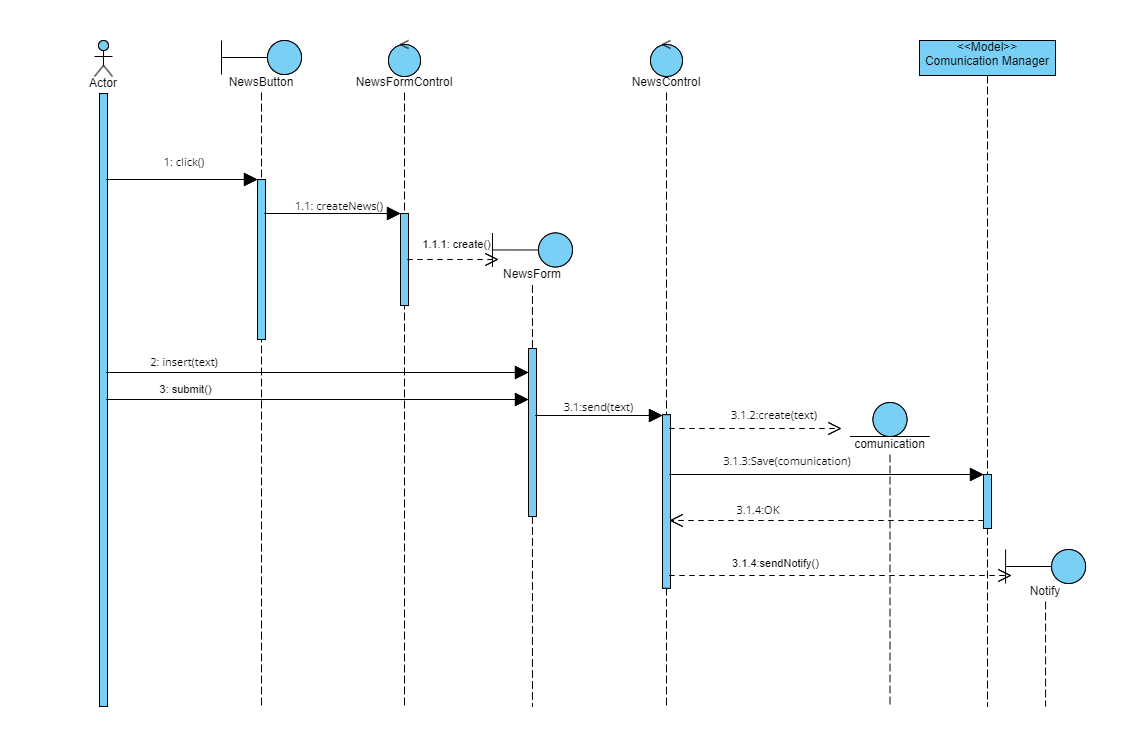 <<Model>>
Comunication Manager
Actor
NewsButton
NewsFormControl
NewsControl
1: click()
1.1: createNews()
1.1.1: create()
NewsForm
2: insert(text)
3: submit()
3.1:send(text)
3.1.2:create(text)
comunication
3.1.3:Save(comunication)
3.1.4:OK
3.1.4:sendNotify()
Notify